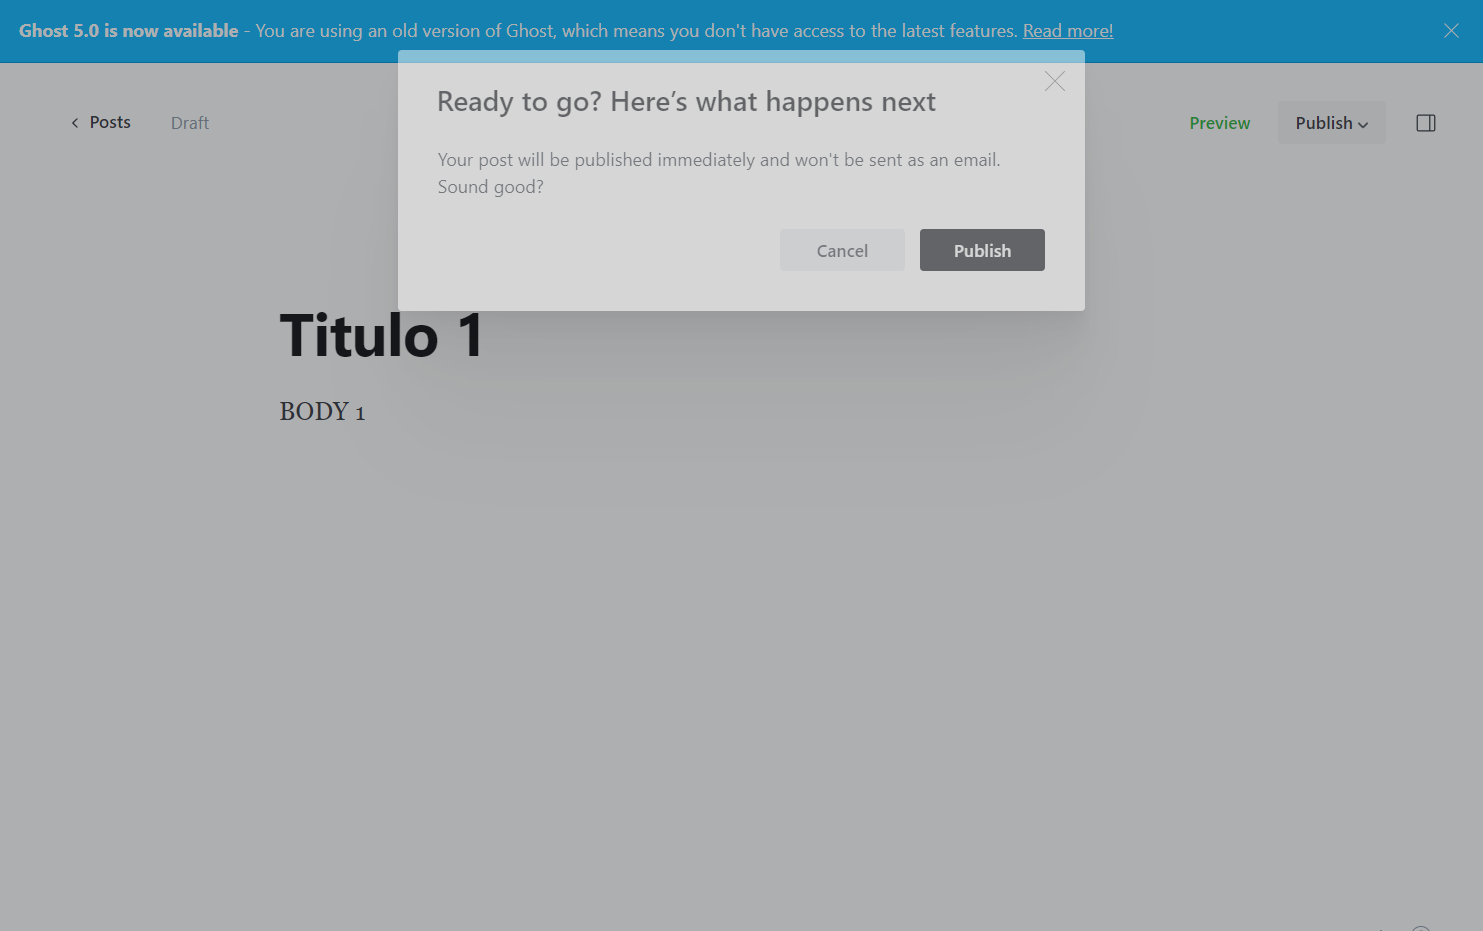 Ghost 5.0 is now available - You are using an old version of Ghost, which means you don't have access to the latest features. Read more!
Ready to go? Here’s what happens next
Posts
Draft
Preview
Publish
Your post will be published immediately and won't be sent as an email.
Sound good?
Cancel
Publish
Titulo 1
BODY 1